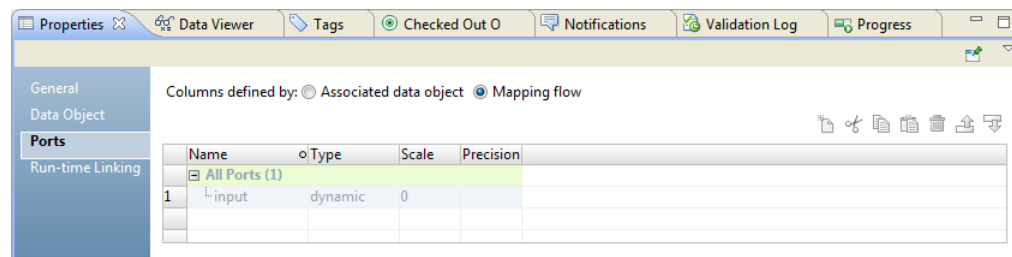 Properties Data Viewer Tags Checked Out O Notifications Validation Log Progress
General
Data Object
Ports
Run-time Linking
Columns defined by: Associated data object Mapping flow
Name Type Scale Precision
All Ports (1)
1 input dynamic 0